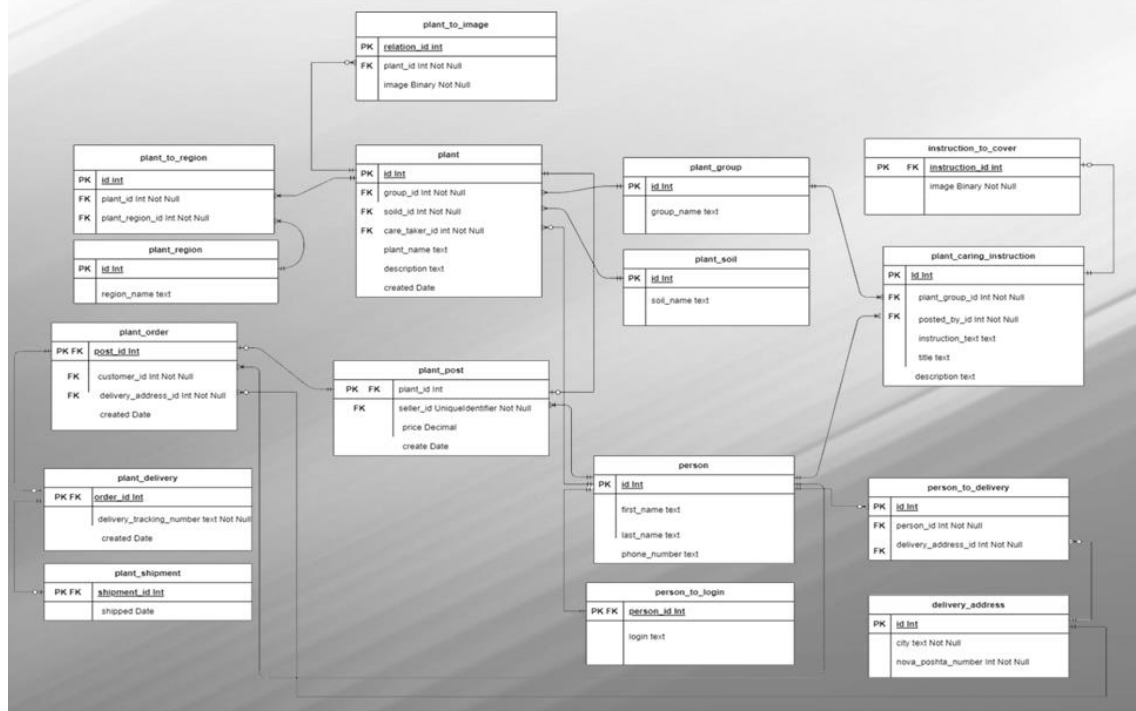 plant_to_image
PK relation_id int
FK plant_id Int Not Null
image Binary Not Null
plant_to_region
PK id Int
FK plant_id Int Not Null
FK plant_region_id Int Not Null
plant_region
PK id Int
region_name text
plant
PK id Int
FK group_id Int Not Null
FK soild_id Int Not Null
FK care_taker_id int Not Null
plant_name text
description text
created Date
plant_group
PK id Int
group_name text
plant_soil
PK id Int
soil_name text
instruction_to_cover
PK FK instruction_id int
image Binary Not Null
plant_caring_instruction
PK Id Int
FK plant_group_id Int Not Null
FK posted_by_id Int Not Null
instruction_text text
title text
description text
plant_order
PK FK post_id Int
FK customer_id Int Not Null
FK delivery_address_id Int Not Null
created Date
plant_post
PK FK plant_id Int
FK seller_id UniqueIdentifier Not Null
price Decimal
create Date
plant_delivery
PK FK order_id Int
delivery_tracking_number text Not Null
created Date
plant_shipment
PK FK shipment_id Int
shipped Date
person
PK id Int
first_name text
last_name text
phone_number text
person_to_login
PK FK person_id Int
login text
person_to_delivery
PK id Int
FK person_id Int Not Null
FK delivery_address_id Int Not Null
delivery_address
PK id Int
city text Not Null
nova_poshta_number Int Not Null